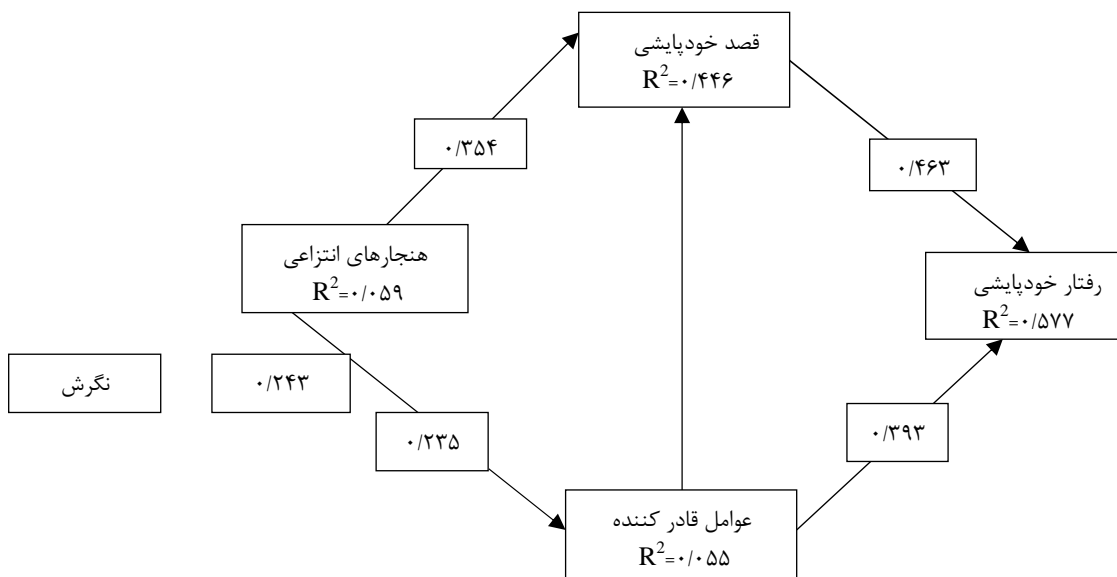 قصد خودپایشی
R²=۰/۴۴۶
۰/۳۵۴
۰/۴۶۳
هنجارهای انتزاعی
R²=۰/۰۵۹
رفتار خودپایشی
R²=۰/۵۷۷
نگرش
۰/۲۴۳
۰/۲۳۵
۰/۳۹۳
عوامل قادر کننده
R²=۰/۰۵۵